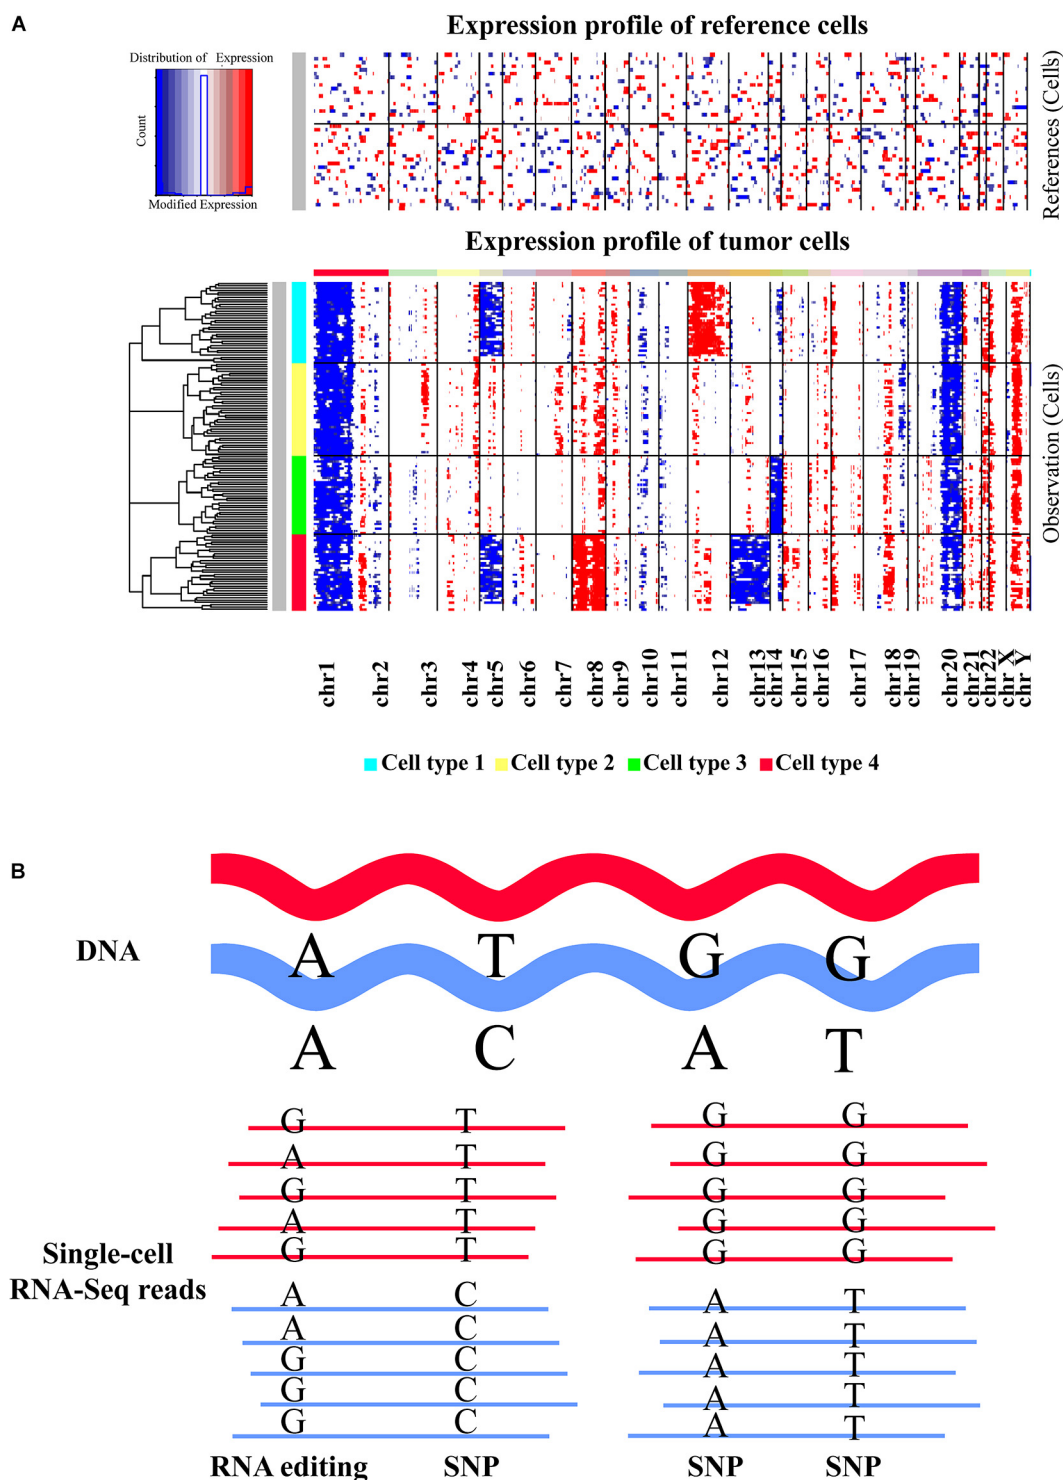 A
Expression profile of reference cells
Distribution of Expression
Count
Modified Expression
References (Cells)
Expression profile of tumor cells
Observation (Cells)
chr1
chr2
chr3
chr4
chr5
chr6
chr7
chr8
chr9
chr10
chr11
chr12
chr13
chr14
chr15
chr16
chr17
chr18
chr19
chr20
chr21
chr22
chr X
chr Y
Cell type 1 Cell type 2 Cell type 3 Cell type 4
B
DNA
A T G G
A C A T
G T G G
A T G G
G T G G
A T G G
G T G G
Single-cell
RNA-Seq reads
A C A T
A C A T
G C A T
G C A T
G C A T
RNA editing SNP SNP SNP